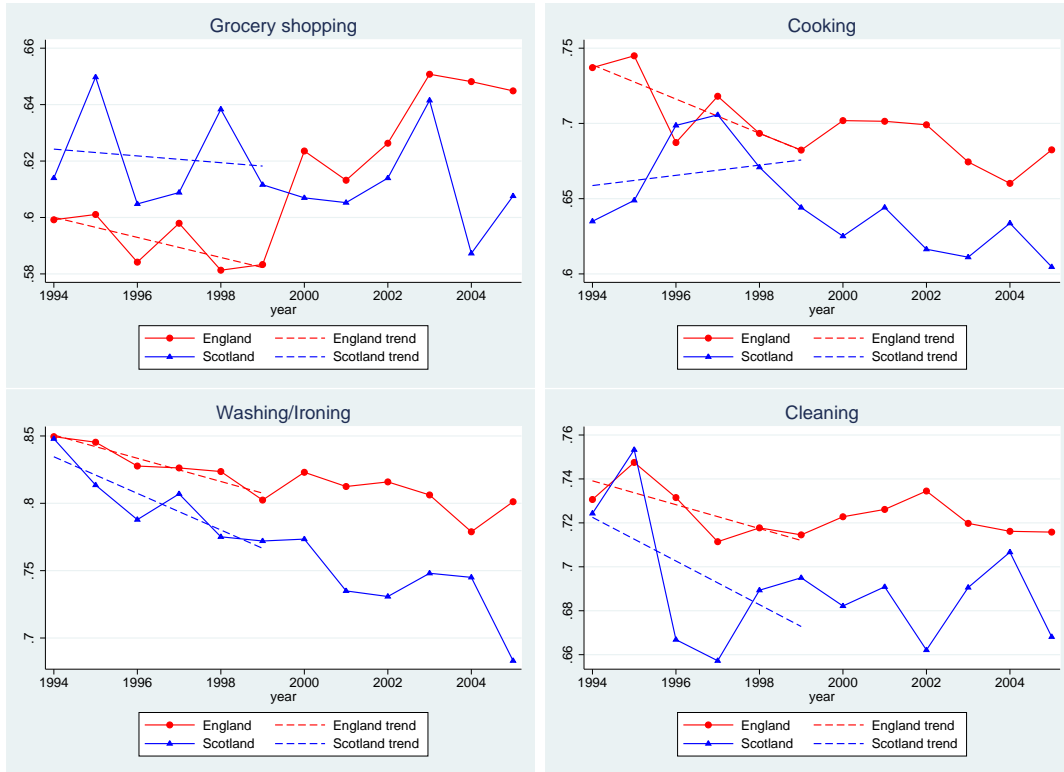 Grocery shopping
.66
.64
.62
.6
.58
1994 1996 1998 2000 2002 2004
year
England England trend
Scotland Scotland trend
Cooking
.75
.7
.65
.6
1994 1996 1998 2000 2002 2004
year
England England trend
Scotland Scotland trend
Washing/Ironing
.85
.8
.75
.7
1994 1996 1998 2000 2002 2004
year
England England trend
Scotland Scotland trend
Cleaning
.76
.74
.72
.7
.68
.66
1994 1996 1998 2000 2002 2004
year
England England trend
Scotland Scotland trend